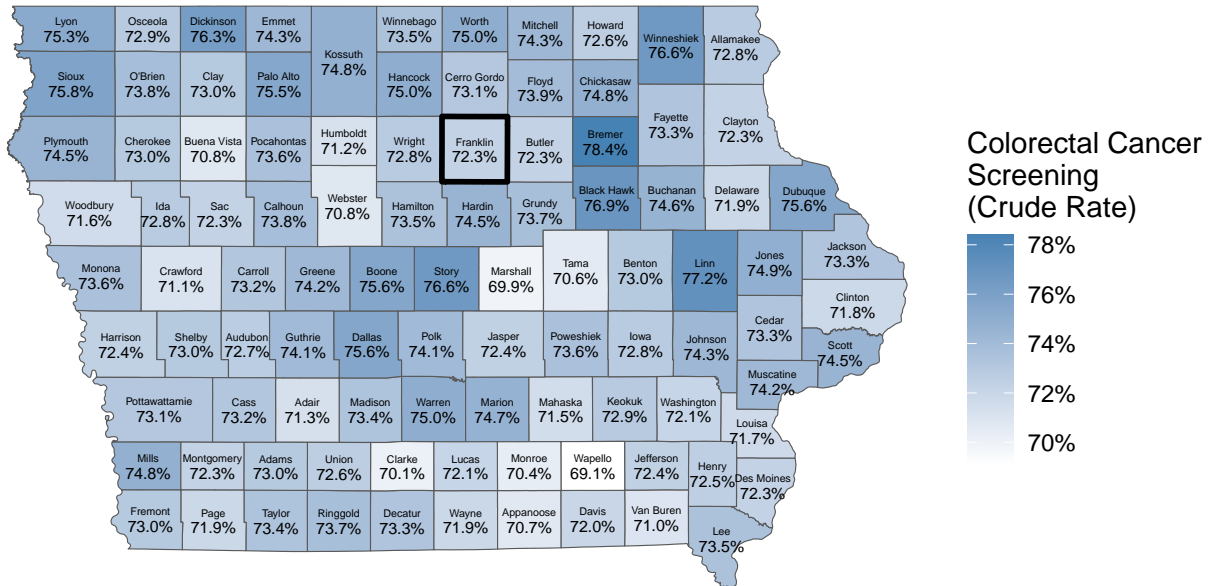 Lyon
75.3%
Osceola
72.9%
Dickinson
76.3%
Emmet
74.3%
Kossuth
74.8%
Winnebago
73.5%
Worth
75.0%
Mitchell
74.3%
Howard
72.6%
Winneshiek
76.6%
Allamakee
72.8%
Sioux
75.8%
O'Brien
73.8%
Clay
73.0%
Palo Alto
75.5%
Hancock
75.0%
Cerro Gordo
73.1%
Floyd
73.9%
Chickasaw
74.8%
Fayette
73.3%
Clayton
72.3%
Plymouth
74.5%
Cherokee
73.0%
Buena Vista
70.8%
Pocahontas
73.6%
Humboldt
71.2%
Wright
72.8%
Franklin
72.3%
Butler
72.3%
Bremer
78.4%
Woodbury
71.6%
Ida
72.8%
Sac
72.3%
Calhoun
73.8%
Webster
70.8%
Hamilton
73.5%
Hardin
74.5%
Grundy
73.7%
Black Hawk
76.9%
Buchanan
74.6%
Delaware
71.9%
Dubuque
75.6%
Monona
73.6%
Crawford
71.1%
Carroll
73.2%
Greene
74.2%
Boone
75.6%
Story
76.6%
Marshall
69.9%
Tama
70.6%
Benton
73.0%
Linn
77.2%
Jones
74.9%
Jackson
73.3%
Clinton
71.8%
Harrison
72.4%
Shelby
73.0%
Audubon
72.7%
Guthrie
74.1%
Dallas
75.6%
Polk
74.1%
Jasper
72.4%
Poweshiek
73.6%
Iowa
72.8%
Johnson
74.3%
Cedar
73.3%
Scott
74.5%
Muscatine
74.2%
Pottawattamie
73.1%
Cass
73.2%
Adair
71.3%
Madison
73.4%
Warren
75.0%
Marion
74.7%
Mahaska
71.5%
Keokuk
72.9%
Washington
72.1%
Louisa
71.7%
Mills
74.8%
Montgomery
72.3%
Adams
73.0%
Union
72.6%
Clarke
70.1%
Lucas
72.1%
Monroe
70.4%
Wapello
69.1%
Jefferson
72.4%
Henry
72.5%
Des Moines
72.3%
Fremont
73.0%
Page
71.9%
Taylor
73.4%
Ringgold
73.7%
Decatur
73.3%
Wayne
71.9%
Appanoose
70.7%
Davis
72.0%
Van Buren
71.0%
Lee
73.5%
Colorectal Cancer
Screening
(Crude Rate)
78%
76%
74%
72%
70%